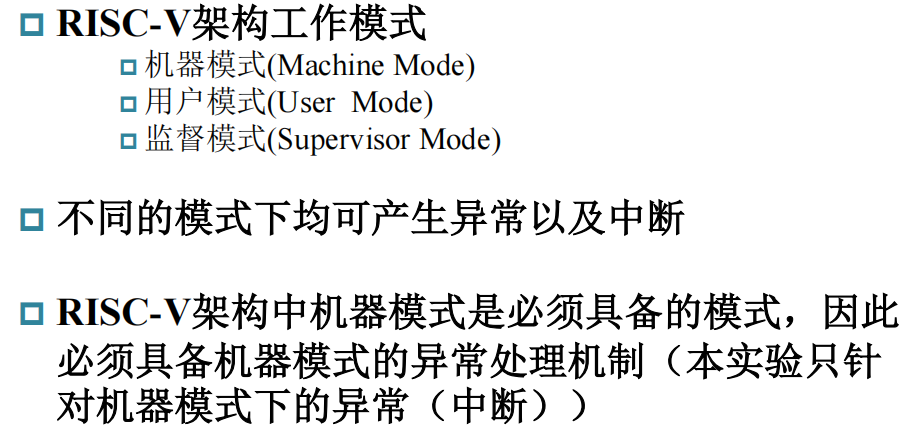 RISC-V架构工作模式
机器模式(Machine Mode)
用户模式(User Mode)
监督模式(Supervisor Mode)
不同的模式下均可产生异常以及中断
RISC-V架构中机器模式是必须具备的模式，因此
必须具备机器模式的异常处理机制（本实验只针
对机器模式下的异常（中断））